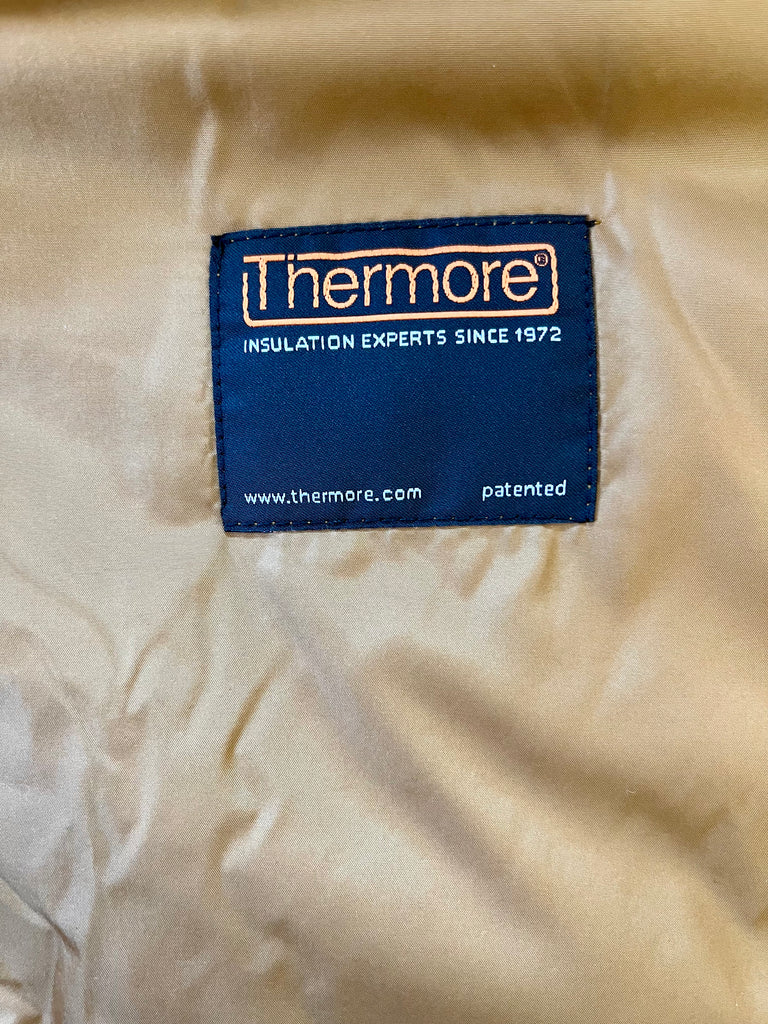 Thermore®
INSULATION EXPERTS SINCE 1972
www.thermore.com patented